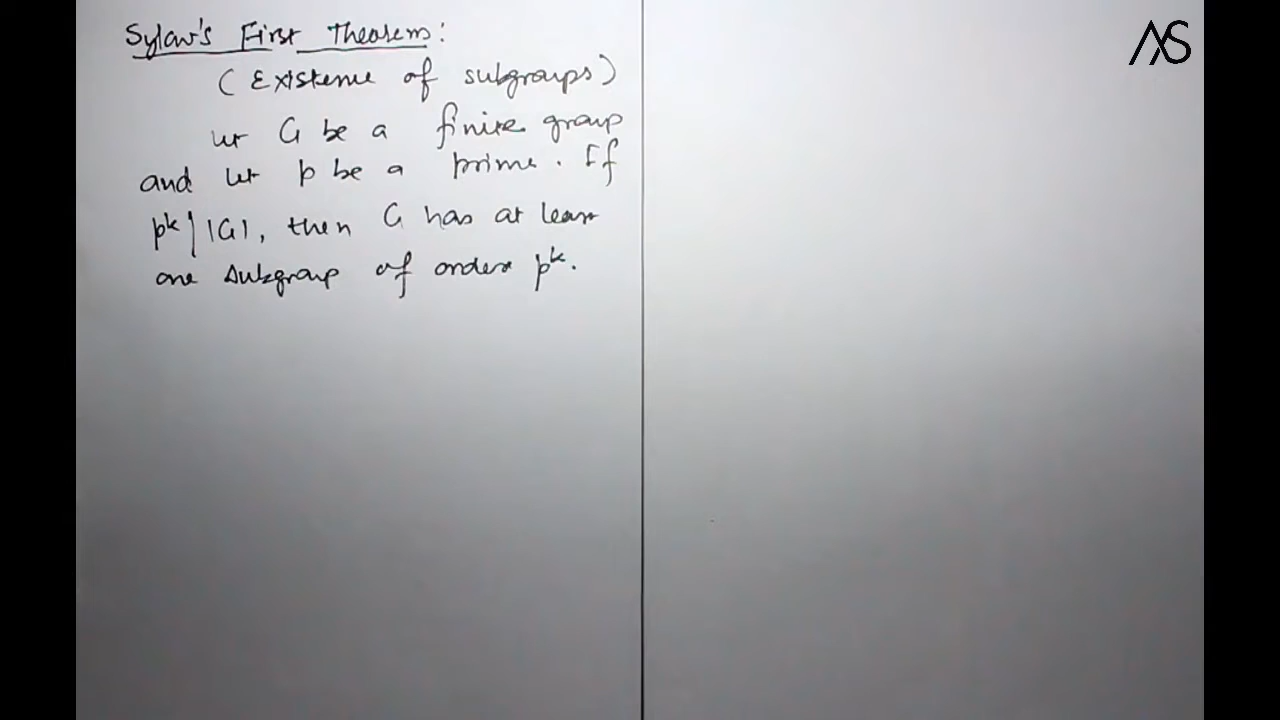 Sylow's First Theorem:
(Existence of subgroups)
Let G be a finite group
and let p be a prime. If
p^k | |G|, then G has at least
one subgroup of order p^k.
NS